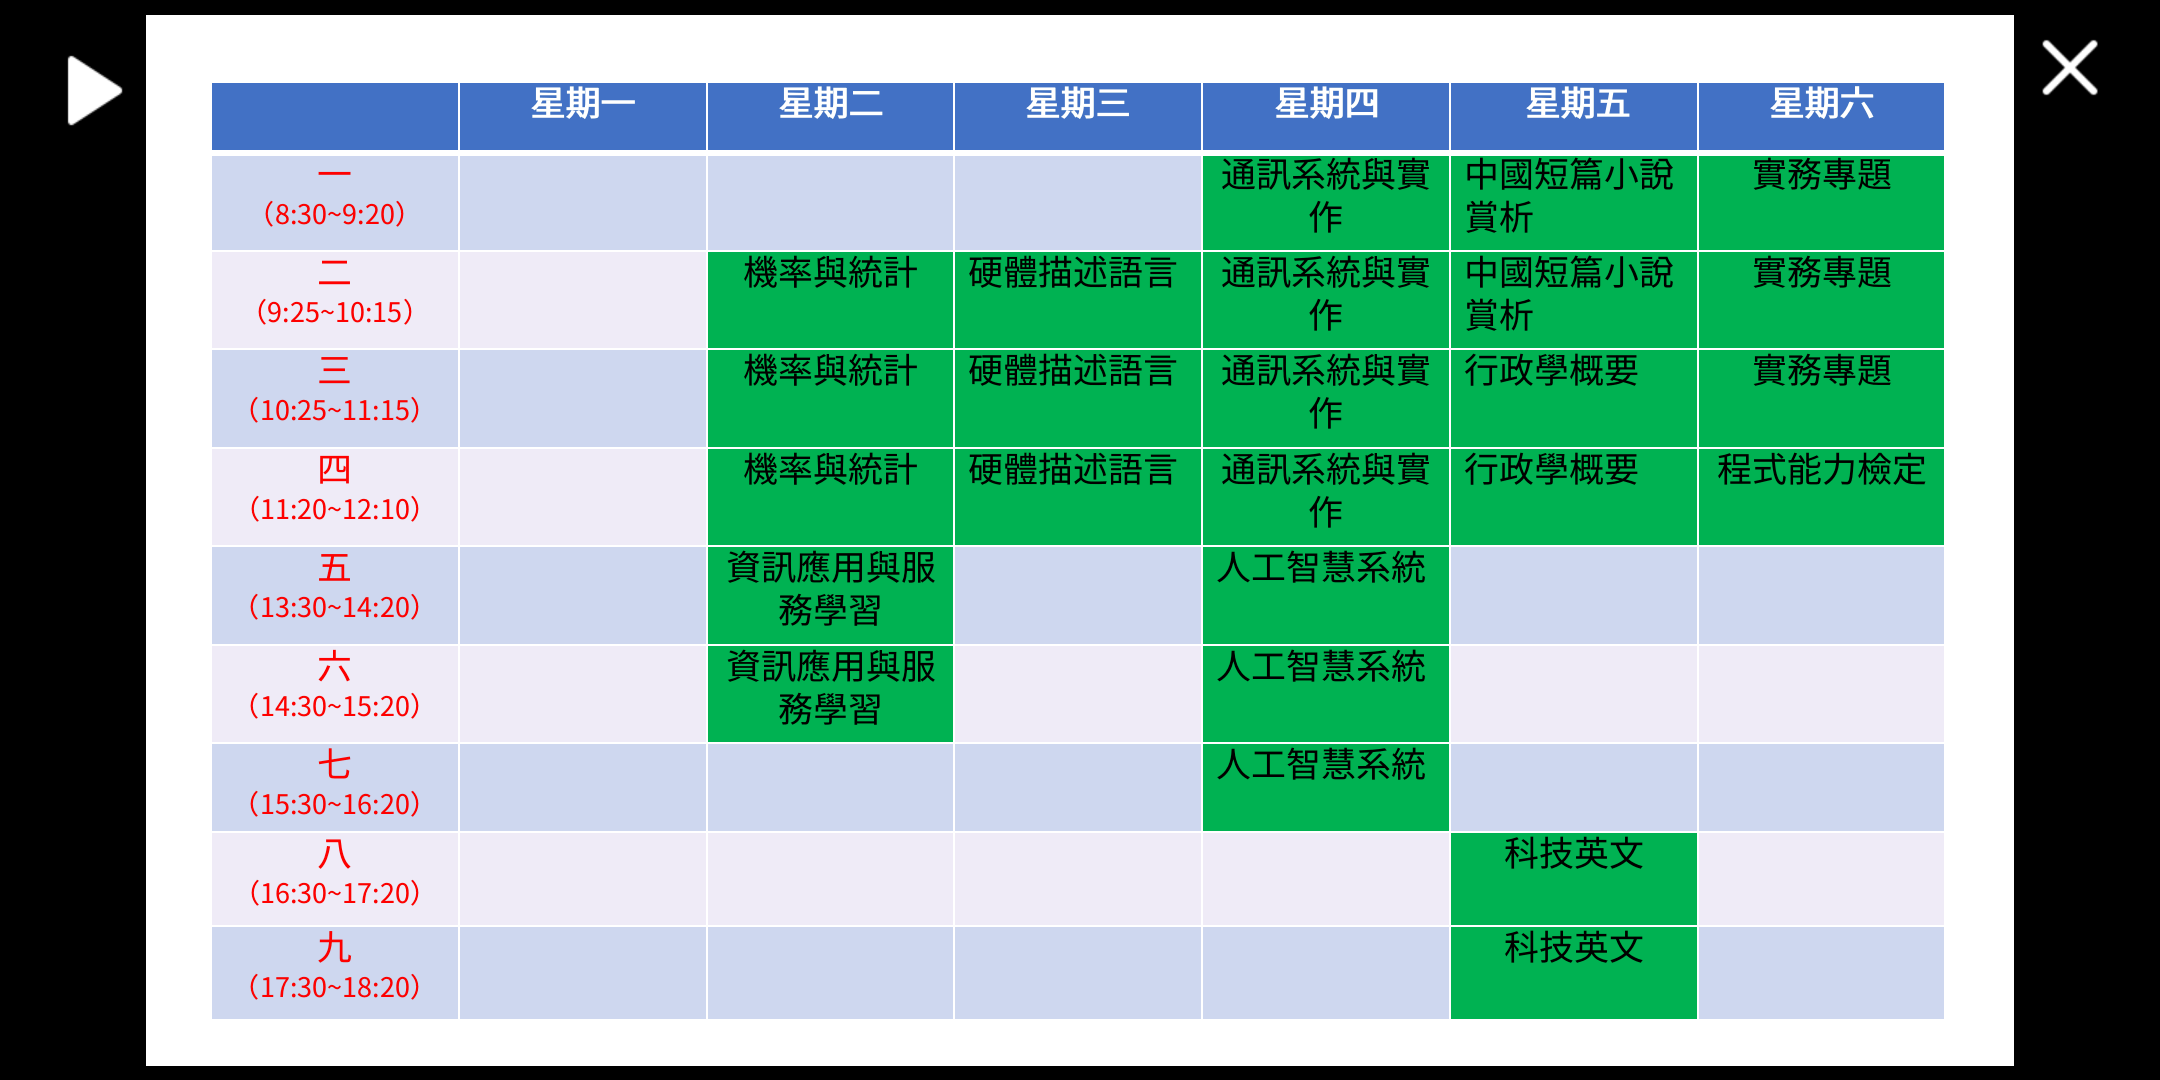 星期一 星期二 星期三 星期四 星期五 星期六
一 通訊系統與實 中國短篇小說 實務專題
(8:30~9:20) 作 賞析
二 機率與統計 硬體描述語言 通訊系統與實 中國短篇小說 實務專題
(9:25~10:15) 作 賞析
三 機率與統計 硬體描述語言 通訊系統與實 行政學概要 實務專題
(10:25~11:15) 作
四 機率與統計 硬體描述語言 通訊系統與實 行政學概要 程式能力檢定
(11:20~12:10) 作
五 資訊應用與服 人工智慧系統
(13:30~14:20) 務學習
六 資訊應用與服 人工智慧系統
(14:30~15:20) 務學習
七 人工智慧系統
(15:30~16:20)
八 科技英文
(16:30~17:20)
九 科技英文
(17:30~18:20)